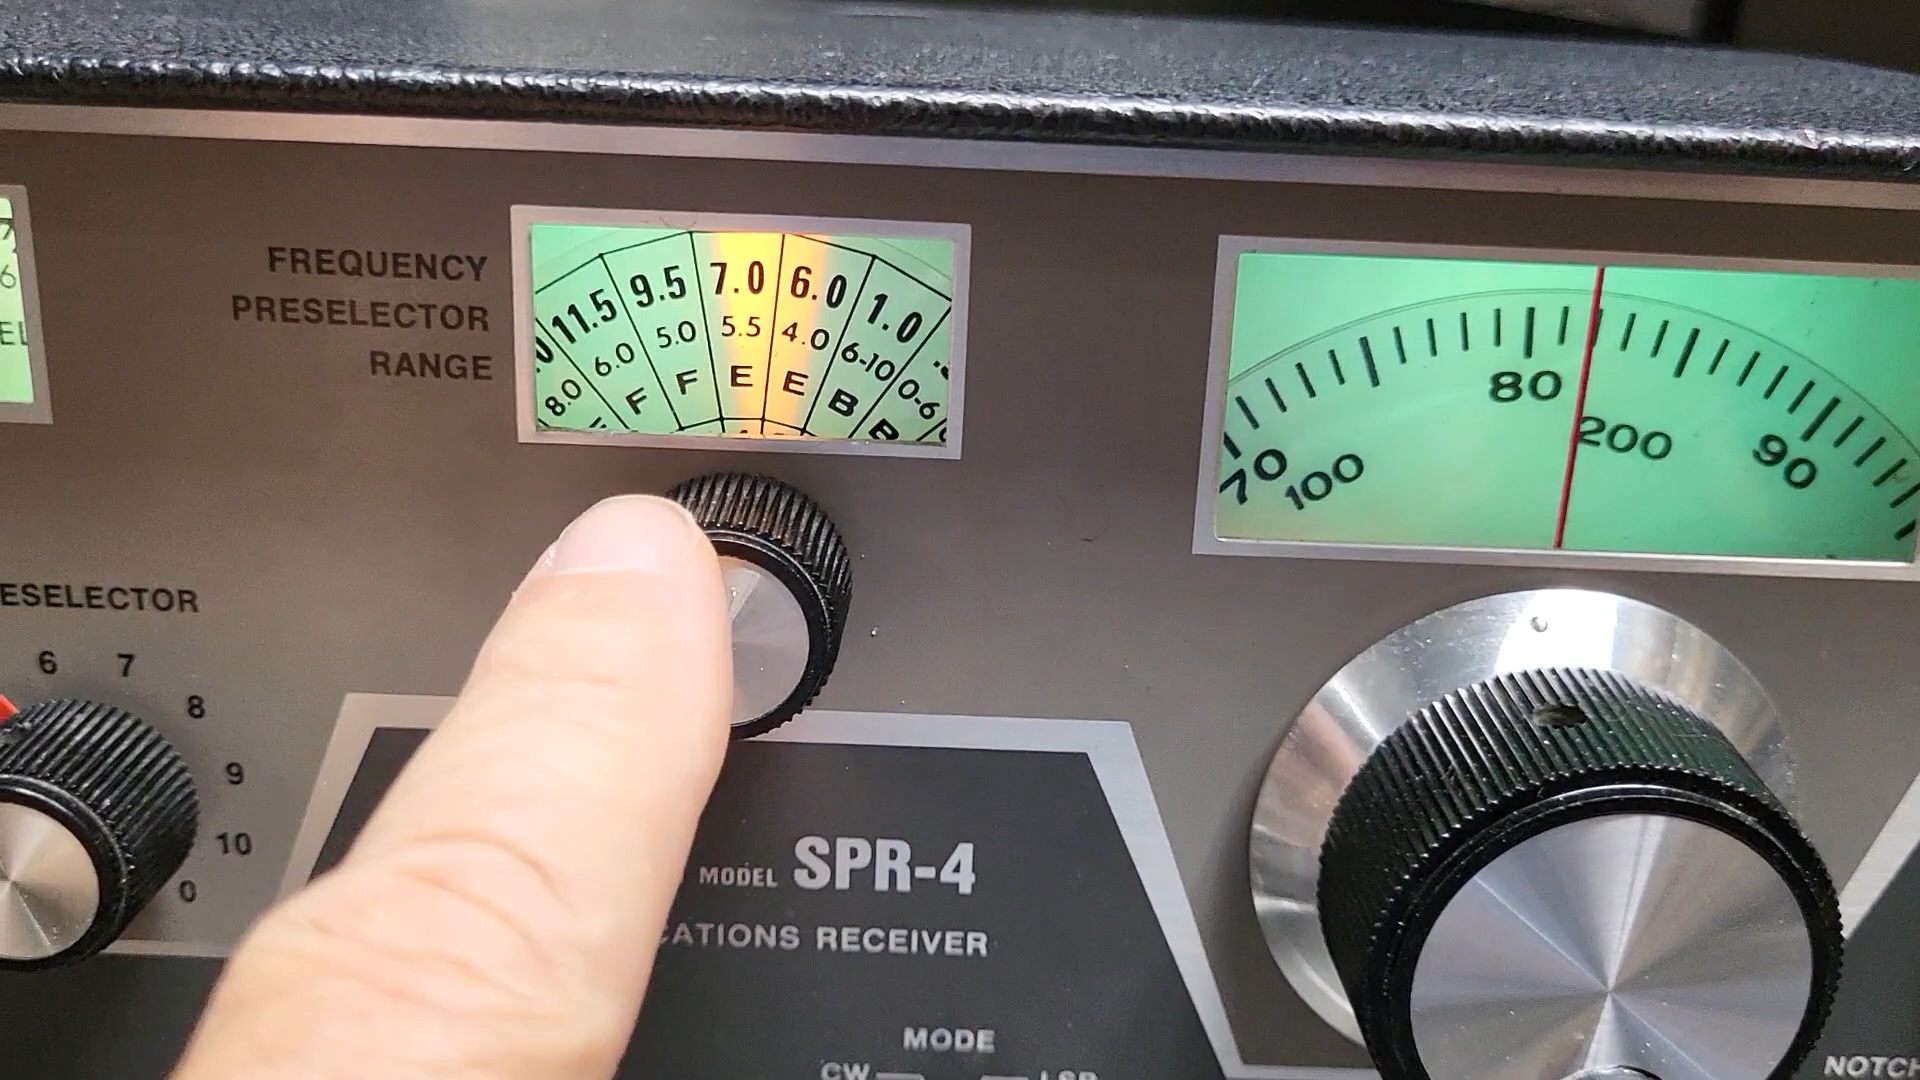 FREQUENCY
PRESELECTOR
RANGE
11.5 9.5 7.0 6.0 1.0
8.0 6.0 5.0 5.5 4.0 6-10 0-6
F F E E B B
80
70 100 200 90
ESELECTOR
6 7
8
9
10
0
MODEL SPR-4
CATIONS RECEIVER
MODE
CW LSB
NOTCH